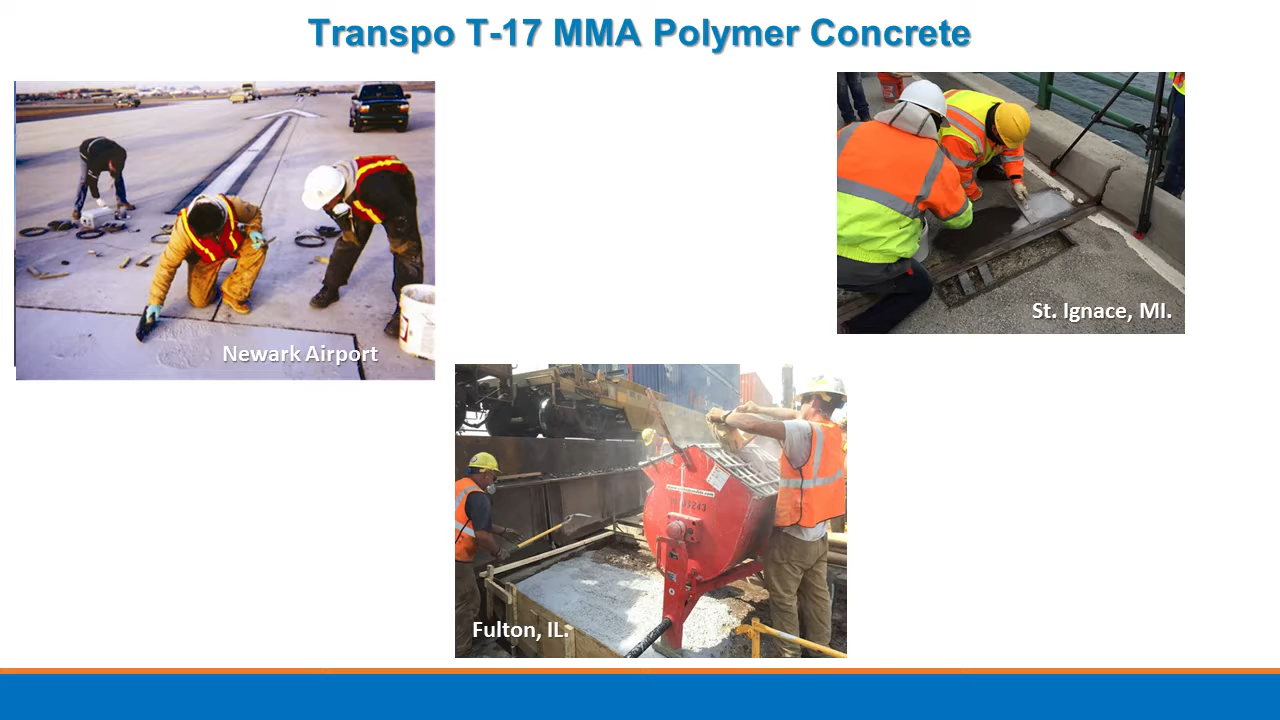 Transpo T-17 MMA Polymer Concrete
St. Ignace, MI.
Newark Airport
Fulton, IL.